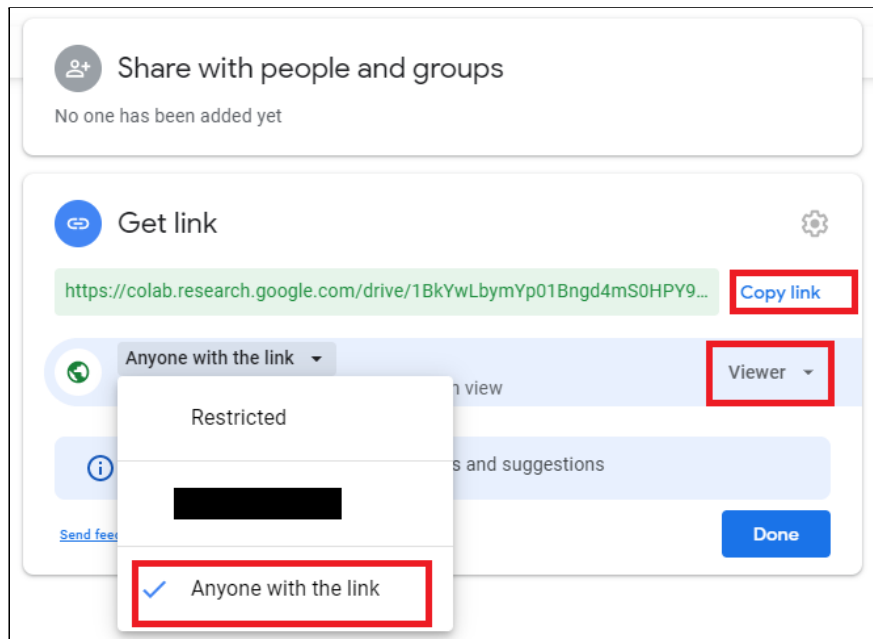 Share with people and groups
No one has been added yet
Get link
https://colab.research.google.com/drive/1BkYwLbymYp01Bngd4mS0HPY9...
Copy link
Anyone with the link
view
Viewer
Restricted
and suggestions
Send
Done
Anyone with the link